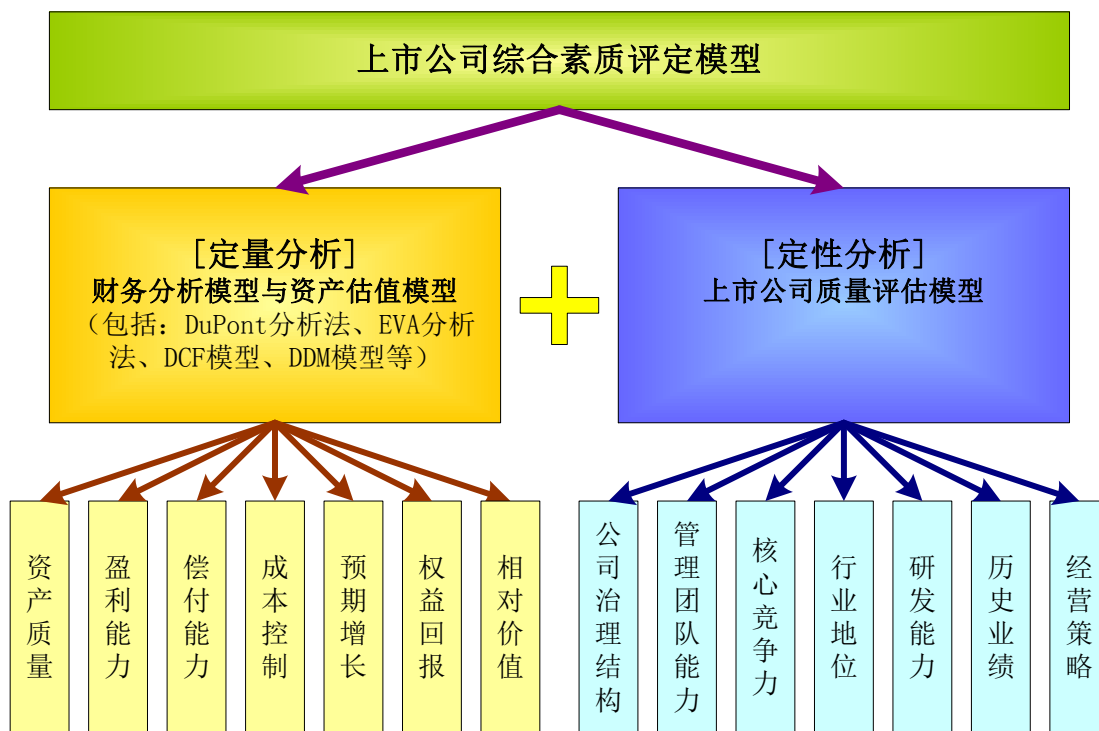 上市公司综合素质评定模型
[定量分析]
财务分析模型与资产估值模型
（包括：DuPont分析法、EVA分析
法、DCF模型、DDM模型等）
[定性分析]
上市公司质量评估模型
资产质量
盈利能力
偿付能力
成本控制
预期增长
权益回报
相对价值
公司治理结构
管理团队能力
核心竞争力
行业地位
研发能力
历史业绩
经营策略